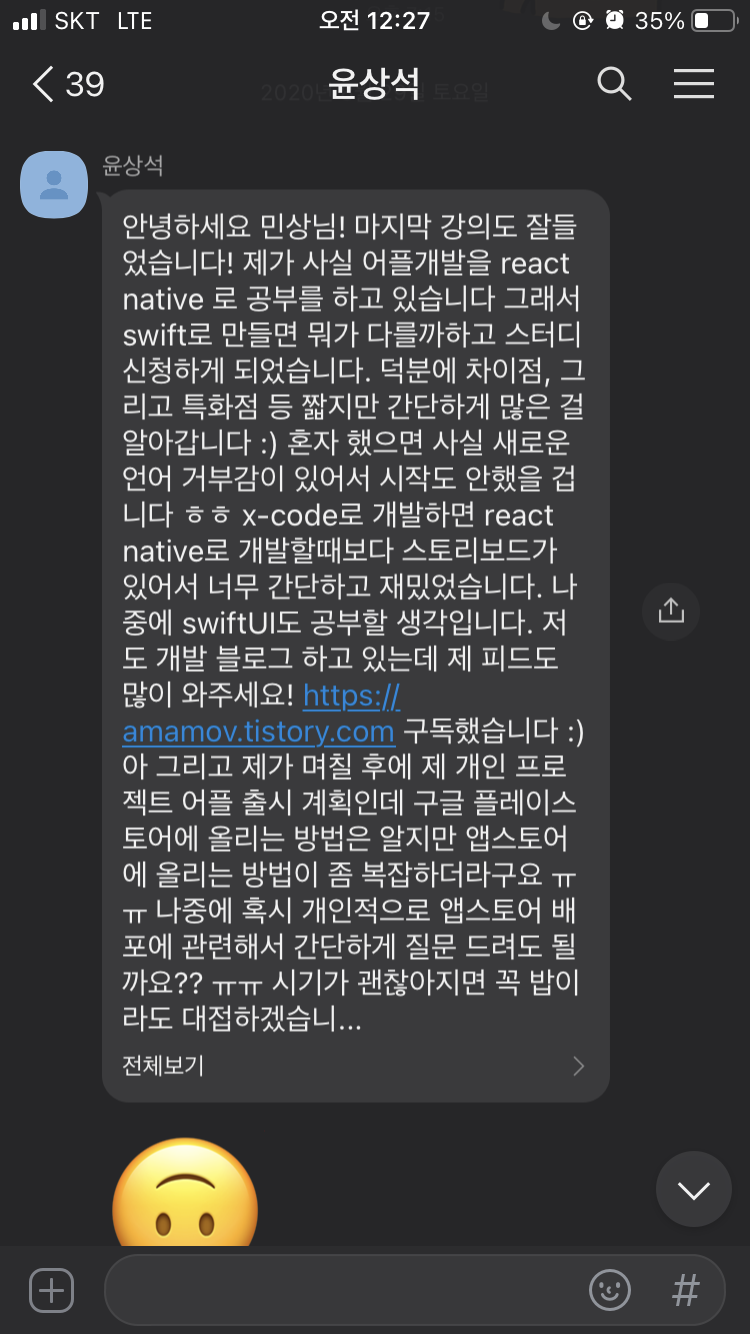 SKT LTE 오전 12:27 35%
39 윤상석
윤상석
안녕하세요 민상님! 마지막 강의도 잘들
었습니다! 제가 사실 어플개발을 react
native 로 공부를 하고 있습니다 그래서
swift로 만들면 뭐가 다를까하고 스터디
신청하게 되었습니다. 덕분에 차이점, 그
리고 특화점 등 짧지만 간단하게 많은 걸
알아갑니다 :) 혼자 했으면 사실 새로운
언어 거부감이 있어서 시작도 안했을 겁
니다 ㅎㅎ x-code로 개발하면 react
native로 개발할때보다 스토리보드가
있어서 너무 간단하고 재밌었습니다. 나
중에 swiftUI도 공부할 생각입니다. 저
도 개발 블로그 하고 있는데 제 피드도
많이 와주세요! https://
amamov.tistory.com 구독했습니다 :)
아 그리고 제가 며칠 후에 제 개인 프로
젝트 어플 출시 계획인데 구글 플레이스
토어에 올리는 방법은 알지만 앱스토어
에 올리는 방법이 좀 복잡하더라구요 ㅠ
ㅠ 나중에 혹시 개인적으로 앱스토어 배
포에 관련해서 간단하게 질문 드려도 될
까요?? ㅠㅠ 시기가 괜찮아지면 꼭 밥이
라도 대접하겠습니...
전체보기
#